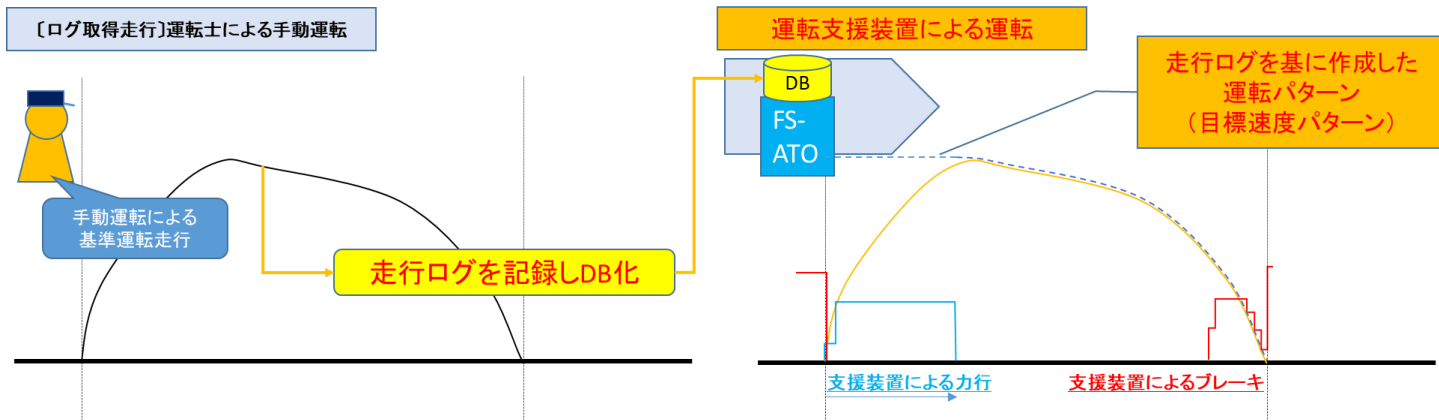 〔ログ取得走行〕運転士による手動運転
手動運転による
基準運転走行
走行ログを記録しDB化
運転支援装置による運転
DB
FS-
ATO
走行ログを基に作成した
運転パターン
（目標速度パターン）
支援装置による力行
支援装置によるブレーキ